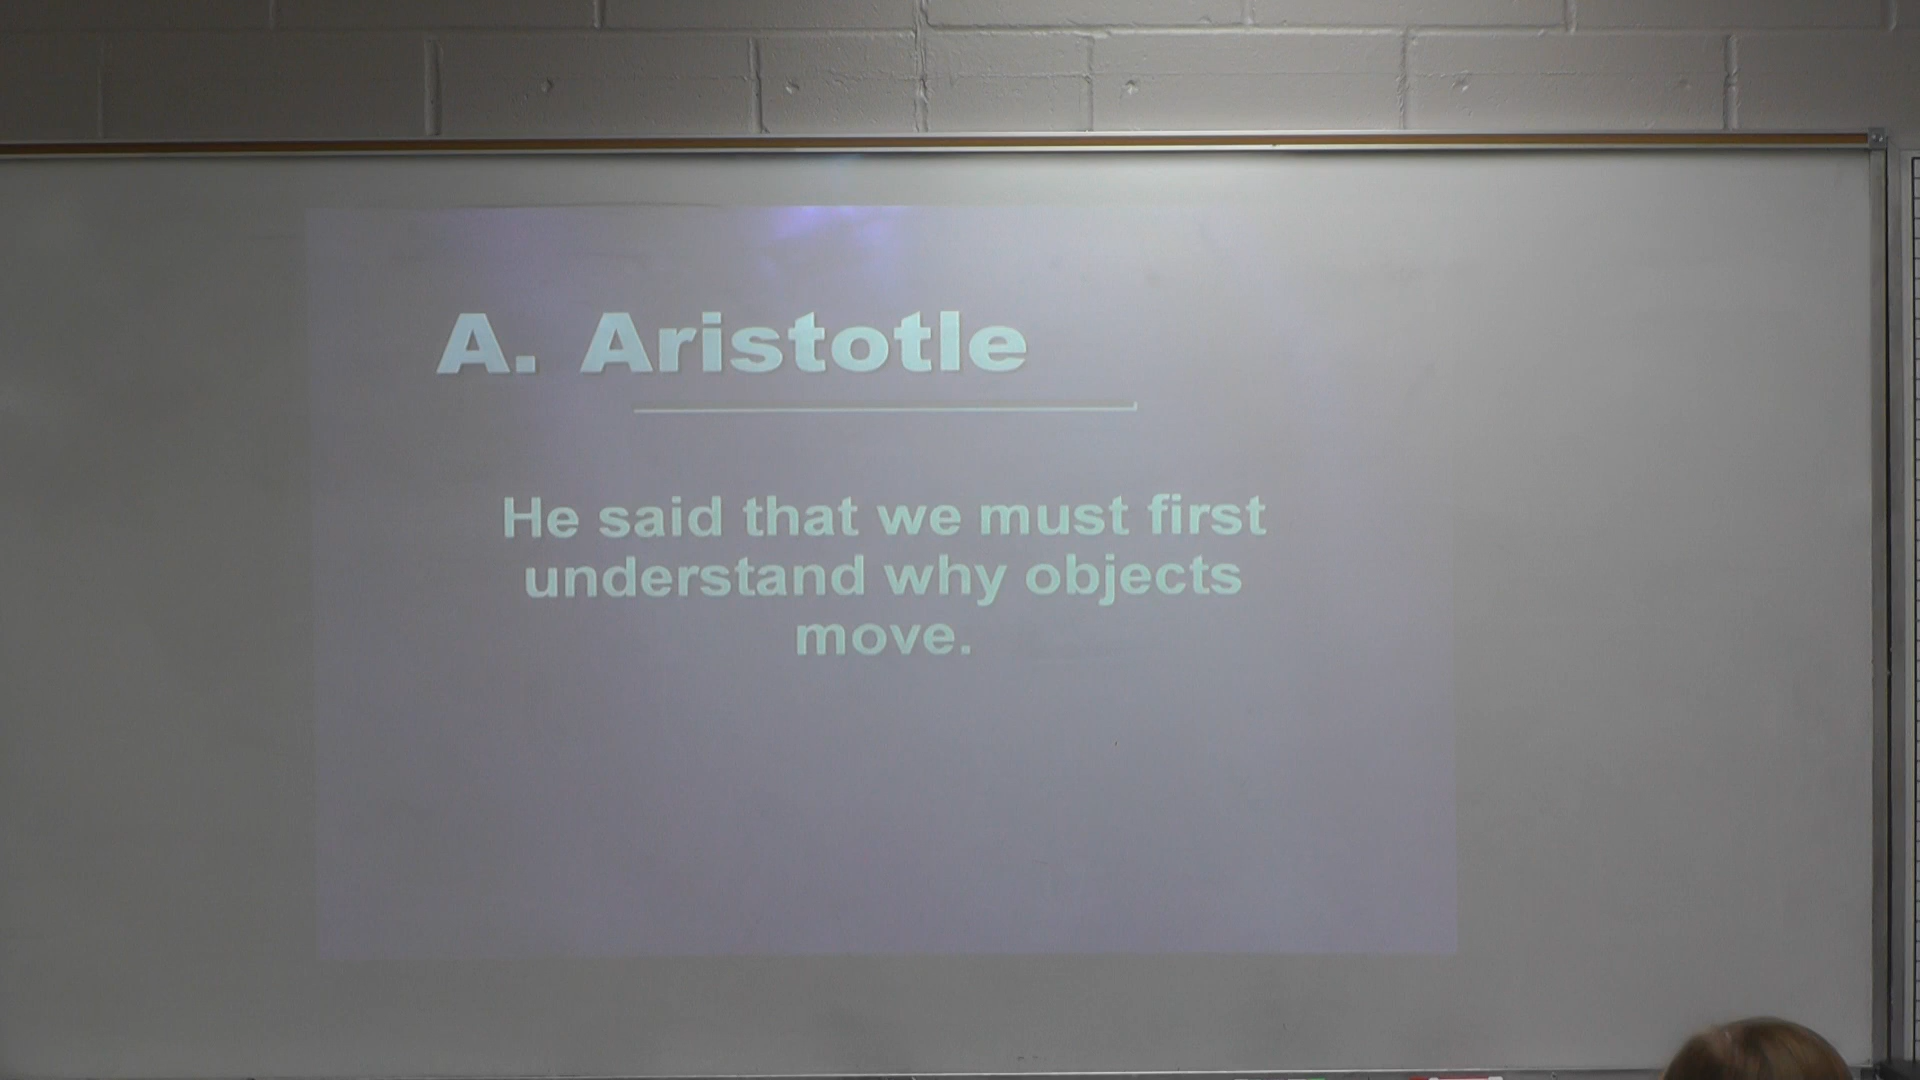 A. Aristotle
He said that we must first
understand why objects
move.